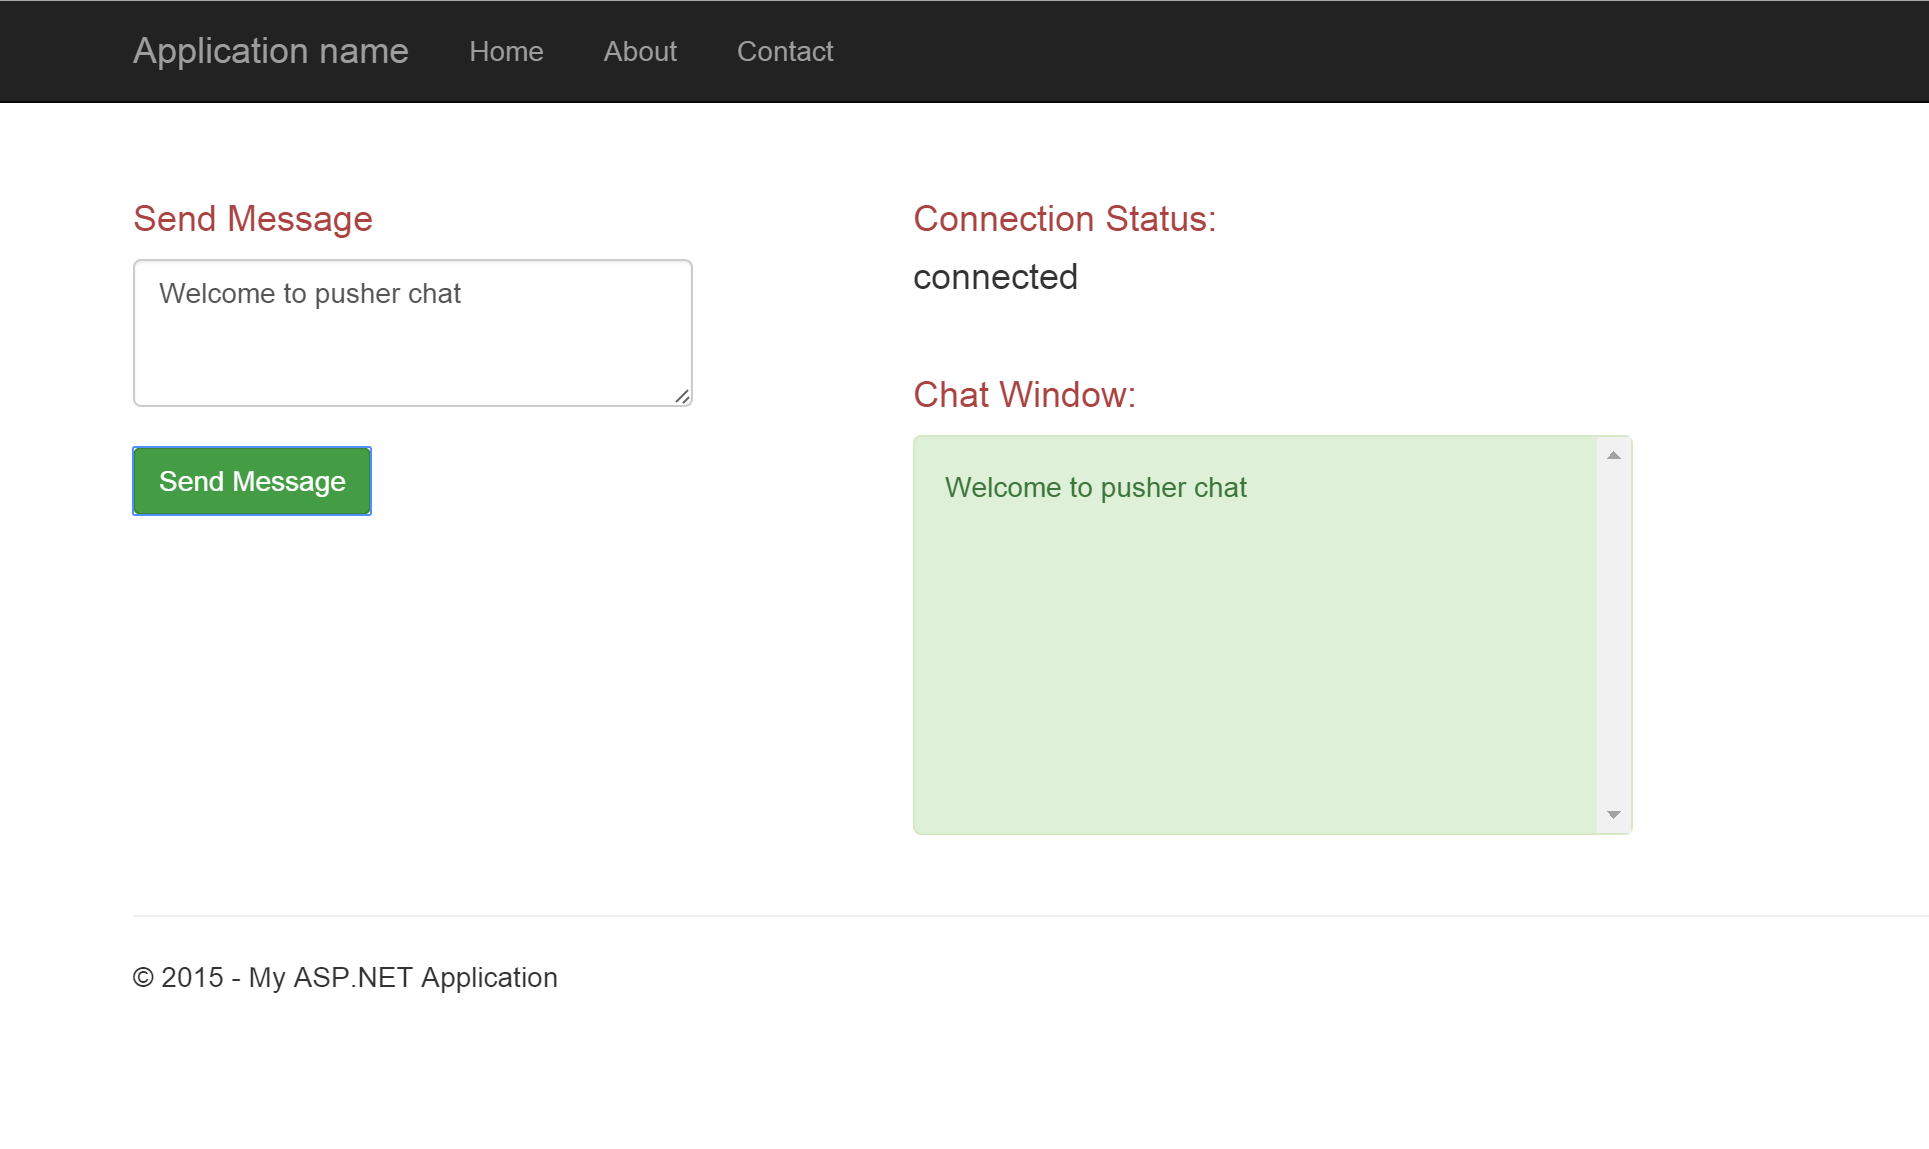 Application name Home About Contact
Send Message
Welcome to pusher chat
Send Message
Connection Status:
connected
Chat Window:
Welcome to pusher chat
© 2015 - My ASP.NET Application